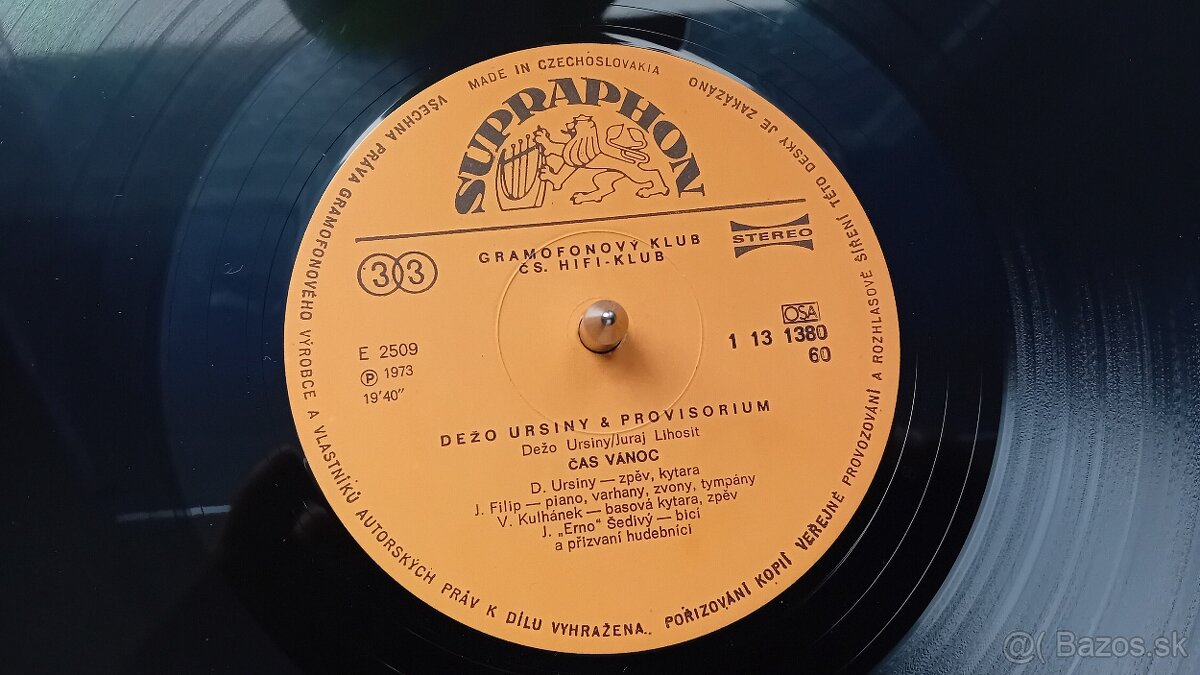 MADE IN CZECHOSLOVAKIA
VŠECHNA PRÁVA GRAMOFONOVÉHO VÝROBCE A VLASTNÍKŮ AUTORSKÝCH PRÁV K DÍLU VYHRAŽENA. POŘIZOVÁNÍ KOPIÍ VEŘEJNÉ PROVOZOVÁNÍ A ROZHLASOVÉ ŠÍŘENÍ TÉTO DESKY JE ZAKÁZÁNO
SUPRAPHON
33
GRAMOFONOVÝ KLUB
ČS. HIFI-KLUB
STEREO
OSA
1 13 1380
60
E 2509
Ⓟ 1973
19'40"
DEŽO URSINY & PROVISORIUM
Dežo Ursiny/Juraj Lihosit
ČAS VÁNOC
D. Ursiny — zpěv, kytara
J. Filip — piano, varhany, zvony, tympány
V. Kulhánek — basová kytara, zpěv
J. „Erno" Šedivý — bicí
a přizvaní hudebníci
@( Bazos.sk